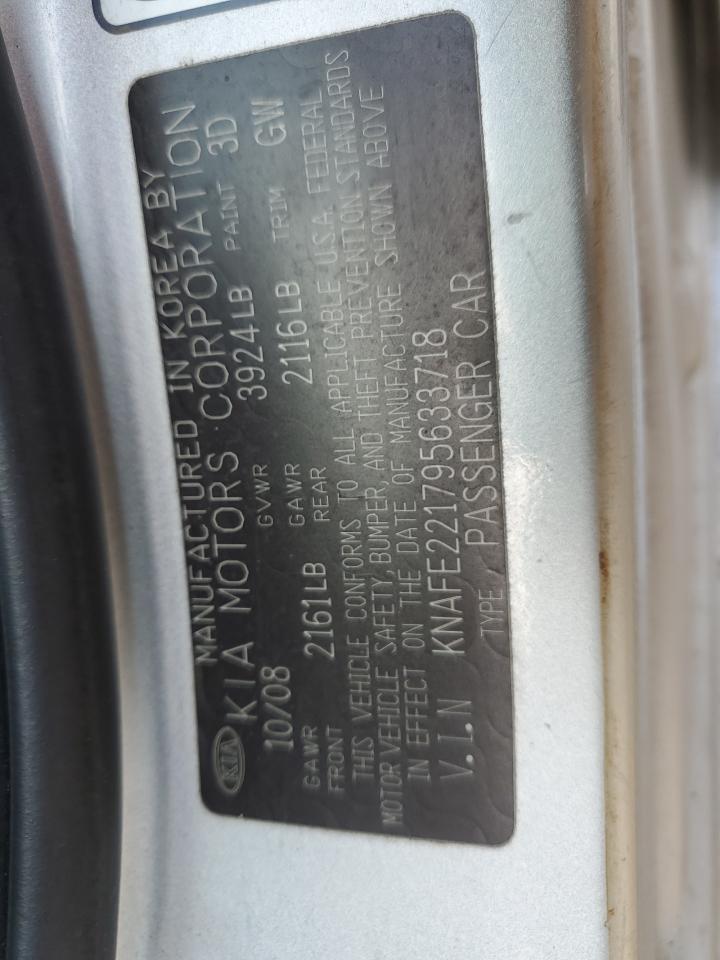 MANUFACTURED IN KOREA BY
KIA KIA MOTORS CORPORATION
10/08 GVWR 3924LB PAINT 3D
GAWR FRONT 2161LB GAWR REAR 2116LB TRIM GW
THIS VEHICLE CONFORMS TO ALL APPLICABLE U.S.A. FEDERAL
MOTOR VEHICLE SAFETY, BUMPER, AND THEFT PREVENTION STANDARDS
IN EFFECT ON THE DATE OF MANUFACTURE SHOWN ABOVE
V.I.N KNAFE221795633718
TYPE PASSENGER CAR